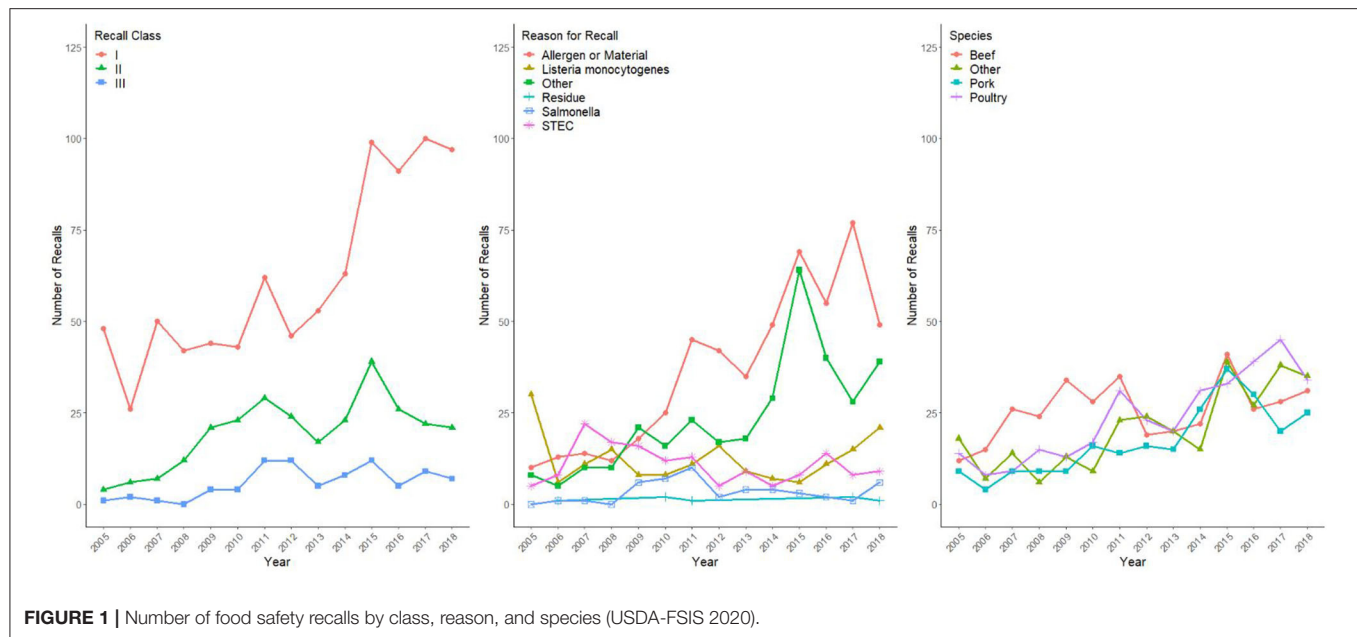 Recall Class
I
II
III
125
100
75
50
25
0
Number of Recalls
2005
2006
2007
2008
2009
2010
2011
2012
2013
2014
2015
2016
2017
2018
Year
Reason for Recall
Allergen or Material
Listeria monocytogenes
Other
Residue
Salmonella
STEC
125
100
75
50
25
0
Number of Recalls
2005
2006
2007
2008
2009
2010
2011
2012
2013
2014
2015
2016
2017
2018
Year
Species
Beef
Other
Pork
Poultry
125
100
75
50
25
0
Number of Recalls
2005
2006
2007
2008
2009
2010
2011
2012
2013
2014
2015
2016
2017
2018
Year
FIGURE 1 | Number of food safety recalls by class, reason, and species (USDA-FSIS 2020).